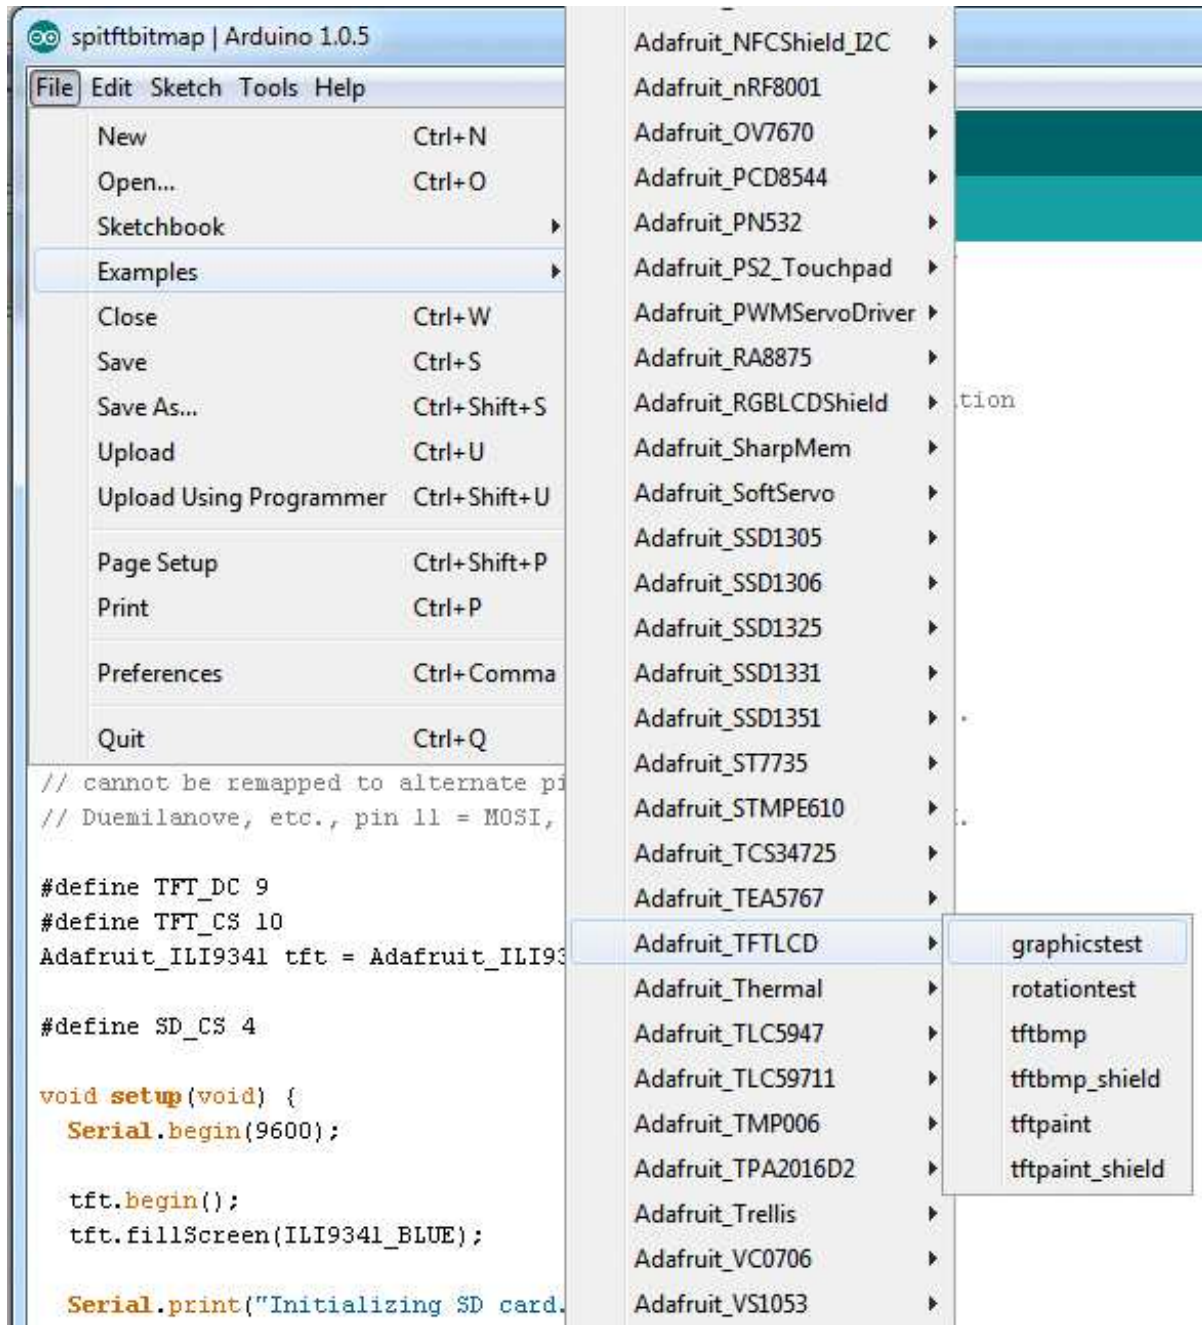 spitftbitmap | Arduino 1.0.5
File Edit Sketch Tools Help
New Ctrl+N
Open... Ctrl+O
Sketchbook
Examples
Close Ctrl+W
Save Ctrl+S
Save As... Ctrl+Shift+S
Upload Ctrl+U
Upload Using Programmer Ctrl+Shift+U
Page Setup Ctrl+Shift+P
Print Ctrl+P
Preferences Ctrl+Comma
Quit Ctrl+Q
Adafruit_NFCShield_I2C
Adafruit_nRF8001
Adafruit_OV7670
Adafruit_PCD8544
Adafruit_PN532
Adafruit_PS2_Touchpad
Adafruit_PWMServoDriver
Adafruit_RA8875
Adafruit_RGBLCDShield
Adafruit_SharpMem
Adafruit_SoftServo
Adafruit_SSD1305
Adafruit_SSD1306
Adafruit_SSD1325
Adafruit_SSD1331
Adafruit_SSD1351
Adafruit_ST7735
Adafruit_STMPE610
Adafruit_TCS34725
Adafruit_TEA5767
Adafruit_TFTLCD
Adafruit_Thermal
Adafruit_TLC5947
Adafruit_TLC59711
Adafruit_TMP006
Adafruit_TPA2016D2
Adafruit_Trellis
Adafruit_VC0706
Adafruit_VS1053
graphicstest
rotationtest
tftbmp
tftbmp_shield
tftpaint
tftpaint_shield
tion
// cannot be remapped to alternate pi
// Duemilanove, etc., pin 11 = MOSI,
#define TFT_DC 9
#define TFT_CS 10
Adafruit_ILI9341 tft = Adafruit_ILI93
#define SD_CS 4
void setup(void) {
Serial.begin(9600);
tft.begin();
tft.fillScreen(ILI9341_BLUE);
Serial.print("Initializing SD card.